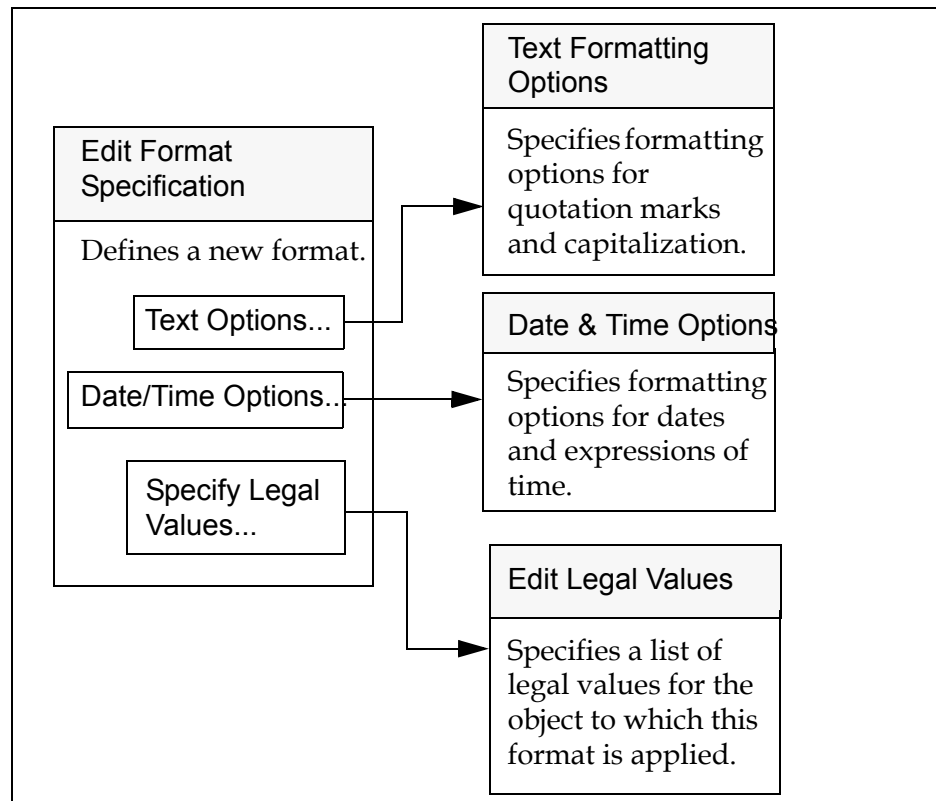 Edit Format
Specification
Defines a new format.
Text Options...
Date/Time Options...
Specify Legal
Values...
Text Formatting
Options
Specifies formatting
options for
quotation marks
and capitalization.
Date & Time Options
Specifies formatting
options for dates
and expressions of
time.
Edit Legal Values
Specifies a list of
legal values for the
object to which this
format is applied.